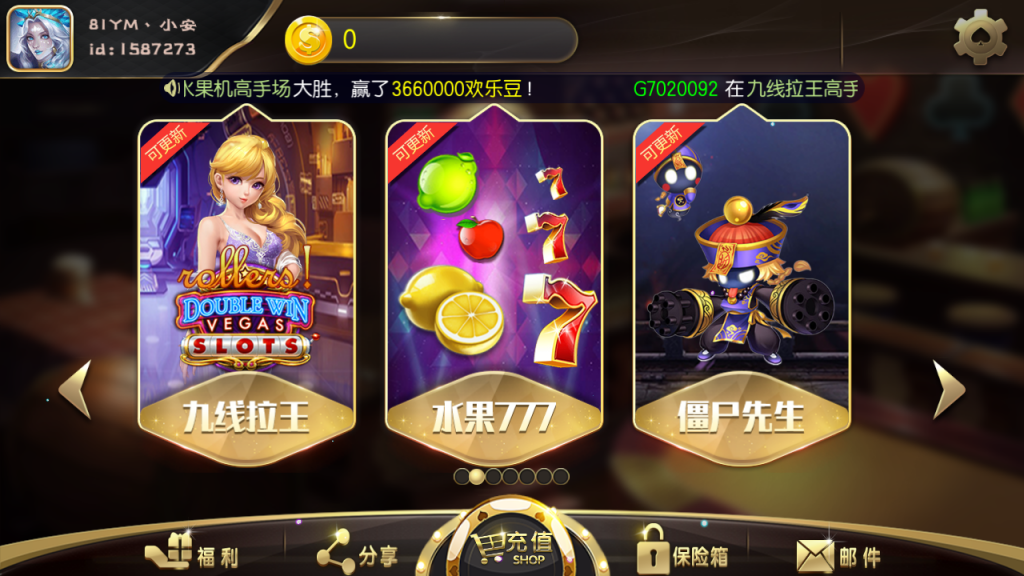 81YM、小安
id:1587273
0
水果机高手场大胜，赢了3660000欢乐豆！
G7020092 在九线拉王高手
可更新
可更新
可更新
rollers!
DOUBLE WIN
VEGAS
SLOTS
九线拉王
水果777
僵尸先生
福利
分享
充值
SHOP
保险箱
邮件